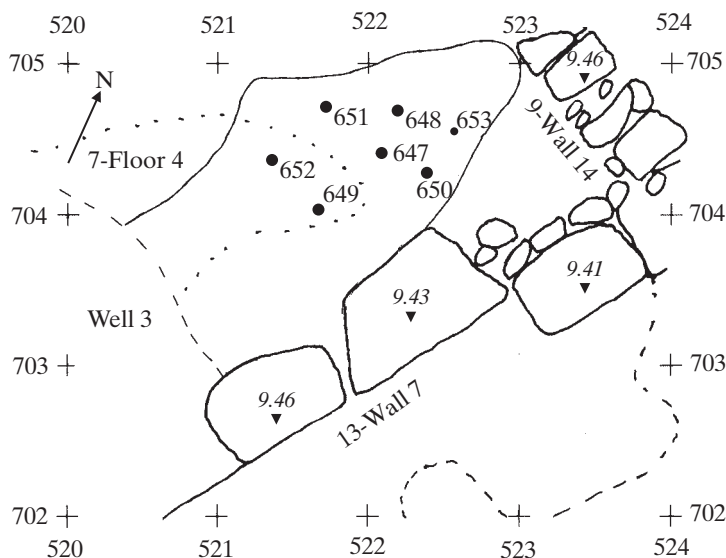 520 521 522 523 524
705 705
N
9.46
651 648 653
9-Wall 14
7-Floor 4
652 647
649 650
704 704
9.41
9.43
Well 3
703 703
9.46
13-Wall 7
702 702
520 521 522 523 524